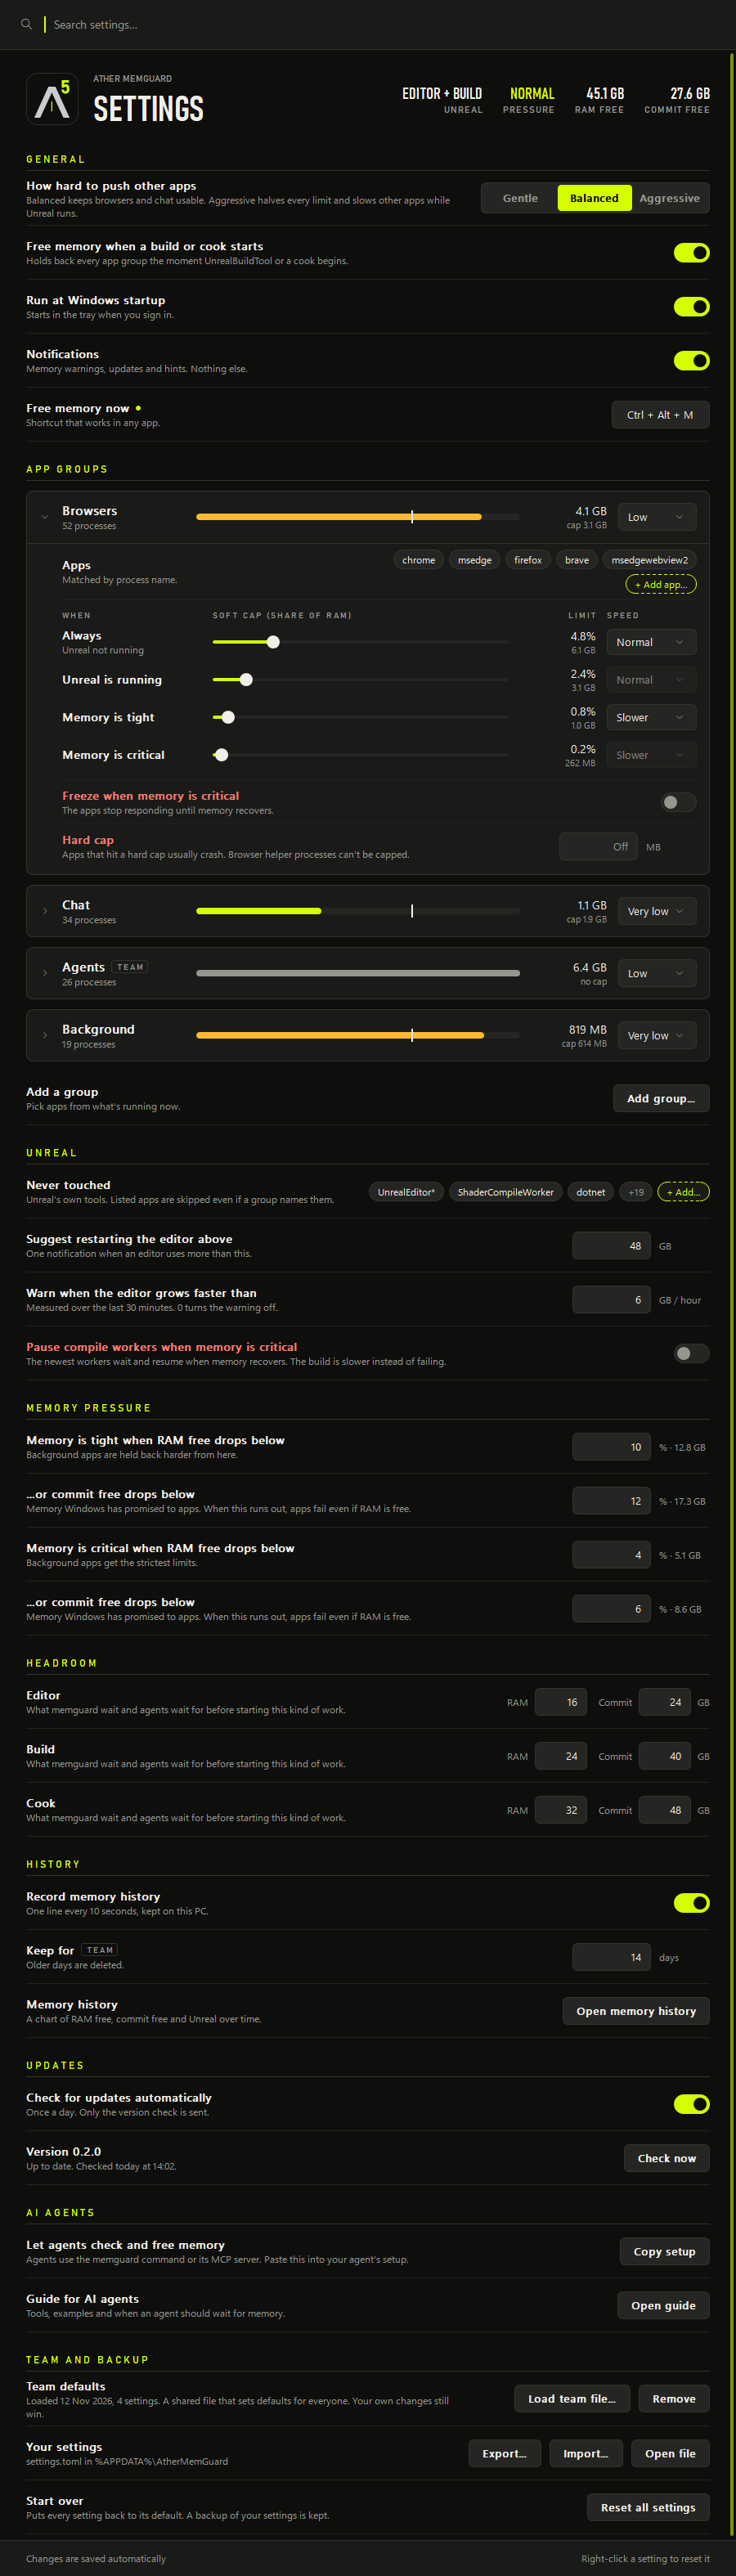 Search settings...
5
ATHER MEMGUARD
SETTINGS
EDITOR + BUILD
UNREAL
NORMAL
PRESSURE
45.1 GB
RAM FREE
27.6 GB
COMMIT FREE
GENERAL
How hard to push other apps
Balanced keeps browsers and chat usable. Aggressive halves every limit and slows other apps while
Unreal runs.
Gentle
Balanced
Aggressive
Free memory when a build or cook starts
Holds back every app group the moment UnrealBuildTool or a cook begins.
Run at Windows startup
Starts in the tray when you sign in.
Notifications
Memory warnings, updates and hints. Nothing else.
Free memory now
Shortcut that works in any app.
Ctrl + Alt + M
APP GROUPS
Browsers
52 processes
4.1 GB
cap 3.1 GB
Low
Apps
Matched by process name.
chrome
msedge
firefox
brave
msedgewebview2
+ Add app...
WHEN
SOFT CAP (SHARE OF RAM)
LIMIT
SPEED
Always
Unreal not running
4.8%
6.1 GB
Normal
Unreal is running
2.4%
3.1 GB
Normal
Memory is tight
0.8%
1.0 GB
Slower
Memory is critical
0.2%
262 MB
Slower
Freeze when memory is critical
The apps stop responding until memory recovers.
Hard cap
Apps that hit a hard cap usually crash. Browser helper processes can't be capped.
Off
MB
Chat
34 processes
1.1 GB
cap 1.9 GB
Very low
Agents
TEAM
26 processes
6.4 GB
no cap
Low
Background
19 processes
819 MB
cap 614 MB
Very low
Add a group
Pick apps from what's running now.
Add group...
UNREAL
Never touched
Unreal's own tools. Listed apps are skipped even if a group names them.
UnrealEditor*
ShaderCompileWorker
dotnet
+19
+ Add...
Suggest restarting the editor above
One notification when an editor uses more than this.
48
GB
Warn when the editor grows faster than
Measured over the last 30 minutes. 0 turns the warning off.
6
GB / hour
Pause compile workers when memory is critical
The newest workers wait and resume when memory recovers. The build is slower instead of failing.
MEMORY PRESSURE
Memory is tight when RAM free drops below
Background apps are held back harder from here.
10
% · 12.8 GB
...or commit free drops below
Memory Windows has promised to apps. When this runs out, apps fail even if RAM is free.
12
% · 17.3 GB
Memory is critical when RAM free drops below
Background apps get the strictest limits.
4
% · 5.1 GB
...or commit free drops below
Memory Windows has promised to apps. When this runs out, apps fail even if RAM is free.
6
% · 8.6 GB
HEADROOM
Editor
What memguard wait and agents wait for before starting this kind of work.
RAM
16
Commit
24
GB
Build
What memguard wait and agents wait for before starting this kind of work.
RAM
24
Commit
40
GB
Cook
What memguard wait and agents wait for before starting this kind of work.
RAM
32
Commit
48
GB
HISTORY
Record memory history
One line every 10 seconds, kept on this PC.
Keep for
TEAM
Older days are deleted.
14
days
Memory history
A chart of RAM free, commit free and Unreal over time.
Open memory history
UPDATES
Check for updates automatically
Once a day. Only the version check is sent.
Version 0.2.0
Up to date. Checked today at 14:02.
Check now
AI AGENTS
Let agents check and free memory
Agents use the memguard command or its MCP server. Paste this into your agent's setup.
Copy setup
Guide for AI agents
Tools, examples and when an agent should wait for memory.
Open guide
TEAM AND BACKUP
Team defaults
Loaded 12 Nov 2026, 4 settings. A shared file that sets defaults for everyone. Your own changes still
win.
Load team file...
Remove
Your settings
settings.toml in %APPDATA%\AtherMemGuard
Export...
Import...
Open file
Start over
Puts every setting back to its default. A backup of your settings is kept.
Reset all settings
Changes are saved automatically
Right-click a setting to reset it